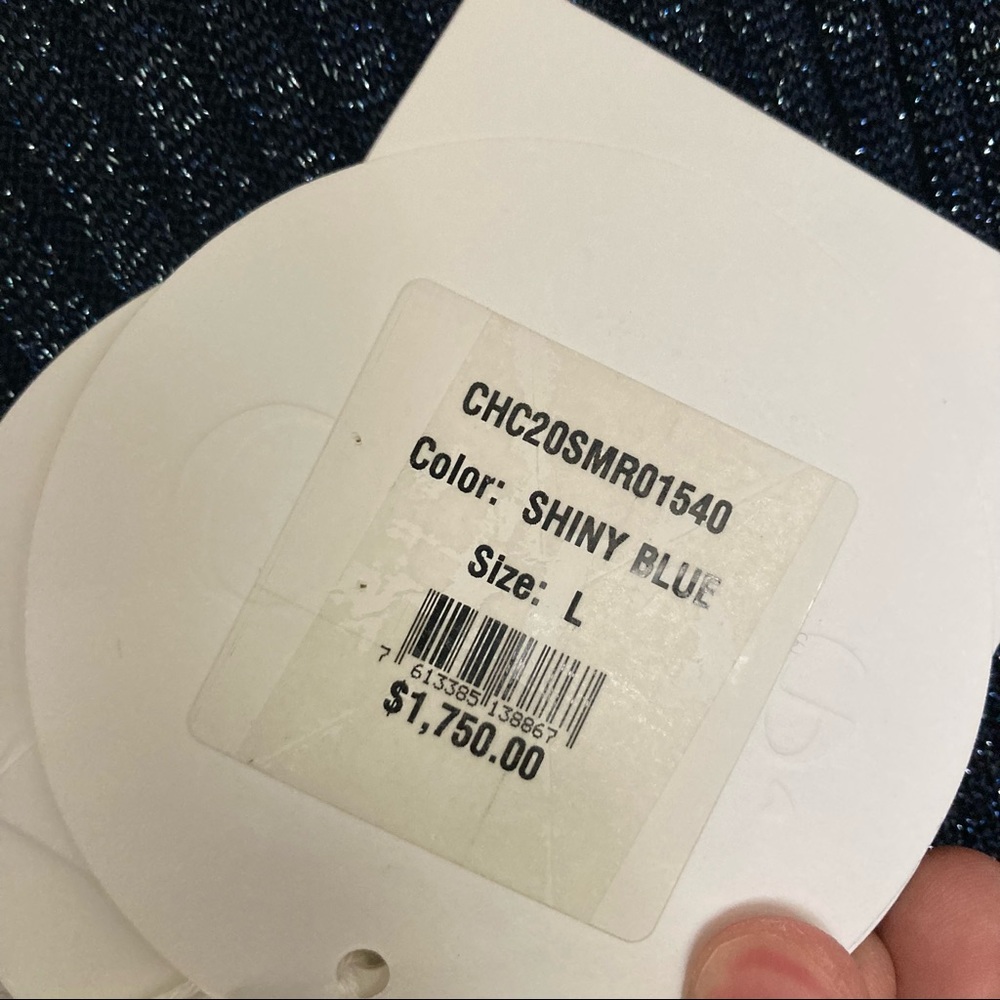 CHC20SMR01540
Color: SHINY BLUE
Size: L
7 613385 138867
$1,750.00